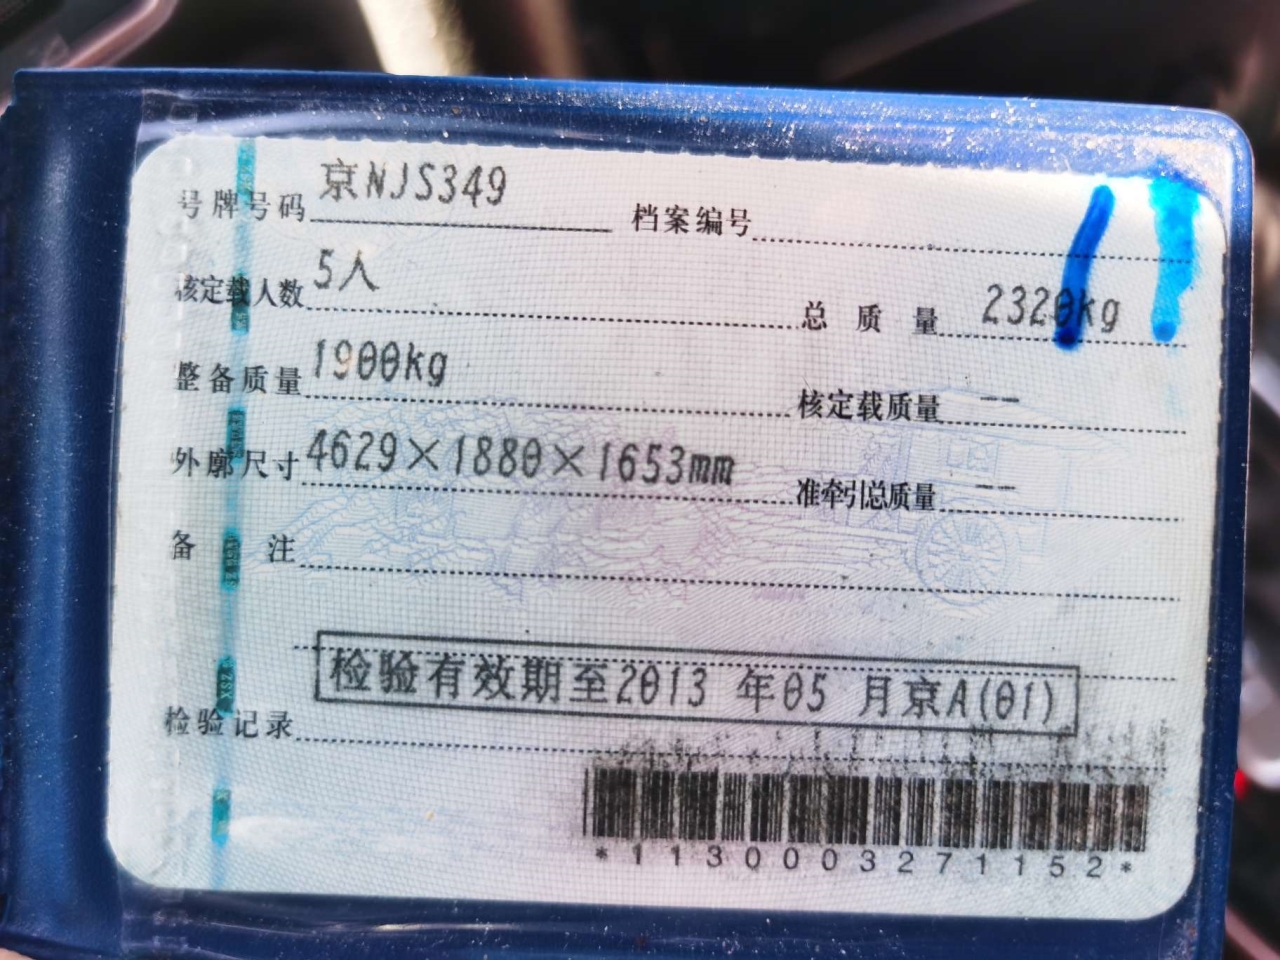 号牌号码 京NJS349 档案编号
核定载人数 5人 总质量 2320kg
整备质量 1900kg 核定载质量 --
外廓尺寸 4629×1880×1653mm 准牵引总质量 --
备注
检验有效期至2013 年05 月京A(01)
检验记录
*1130003271152*